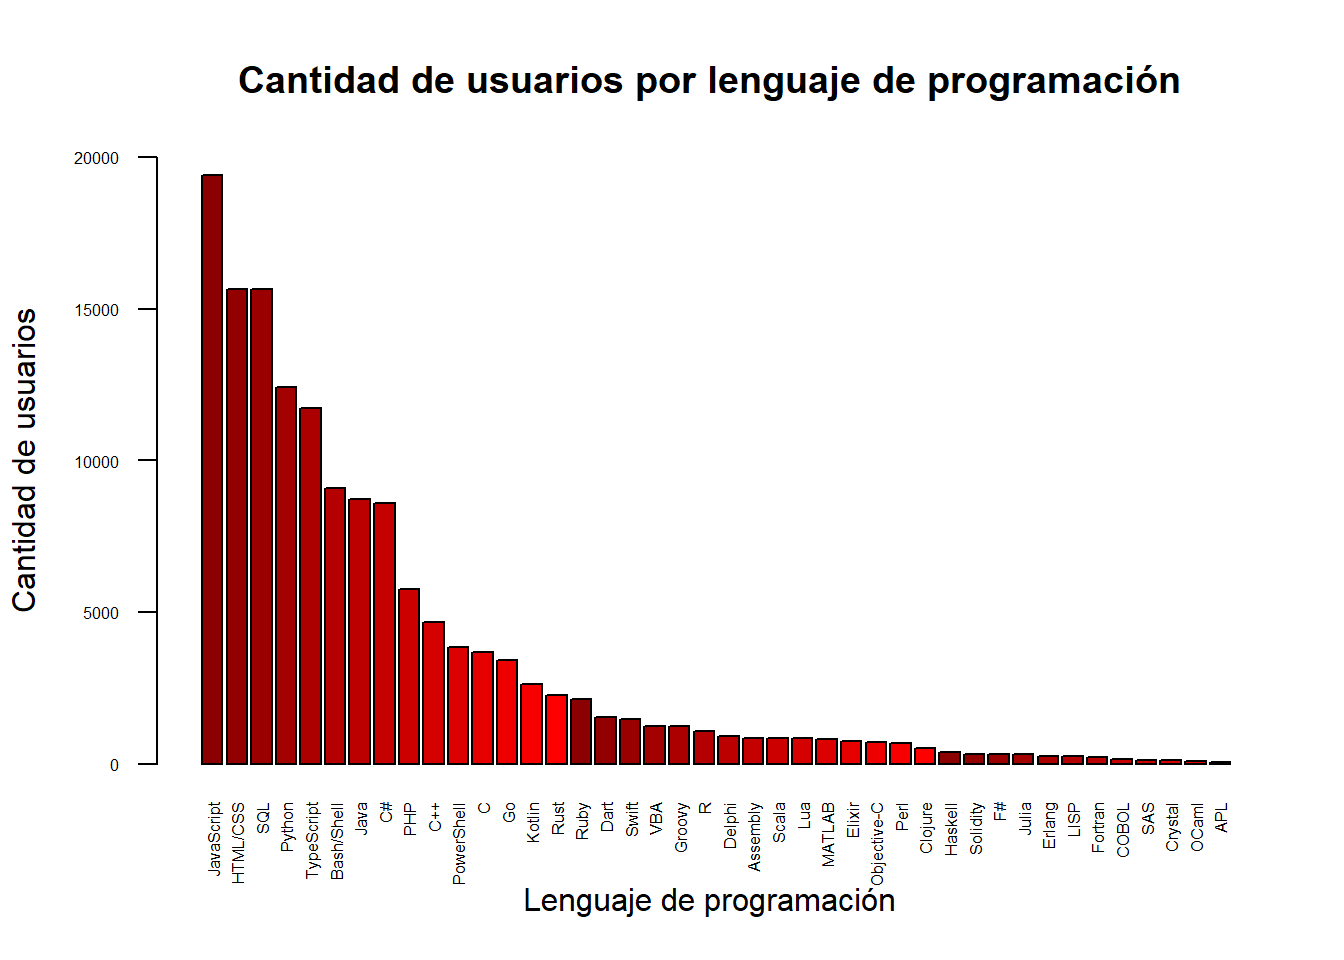 Cantidad de usuarios por lenguaje de programación
Cantidad de usuarios
20000
15000
10000
5000
0
JavaScript
HTML/CSS
SQL
Python
TypeScript
Bash/Shell
Java
C#
PHP
C++
PowerShell
C
Go
Kotlin
Rust
Ruby
Dart
Swift
VBA
Groovy
R
Delphi
Assembly
Scala
Lua
MATLAB
Elixir
Objective-C
Perl
Clojure
Haskell
Solidity
F#
Julia
Erlang
LISP
Fortran
COBOL
SAS
Crystal
OCaml
APL
Lenguaje de programación